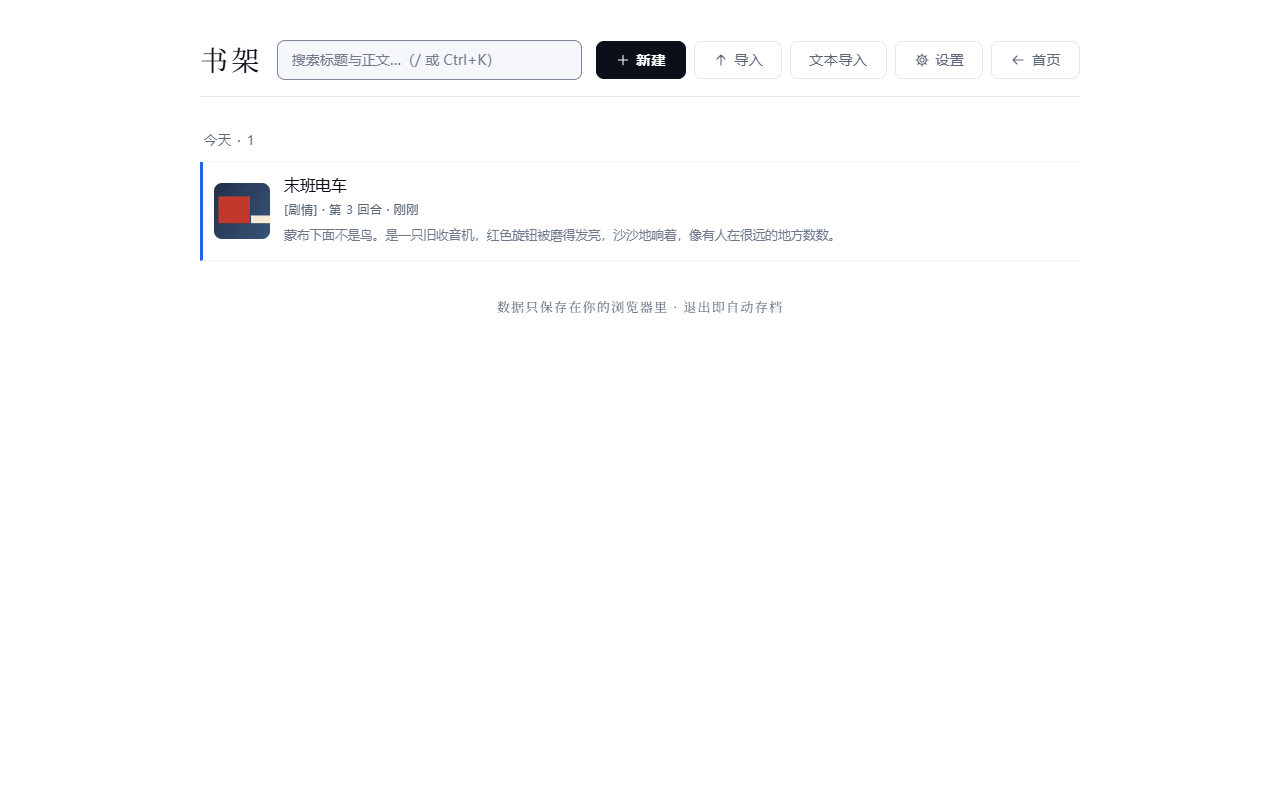 书架
搜索标题与正文…（/ 或 Ctrl+K）
新建
导入
文本导入
设置
首页
今天 · 1
末班电车
[剧情] · 第 3 回合 · 刚刚
蒙布下面不是鸟。是一只旧收音机，红色旋钮被磨得发亮，沙沙地响着，像有人在很远的地方数数。
数据只保存在你的浏览器里 · 退出即自动存档